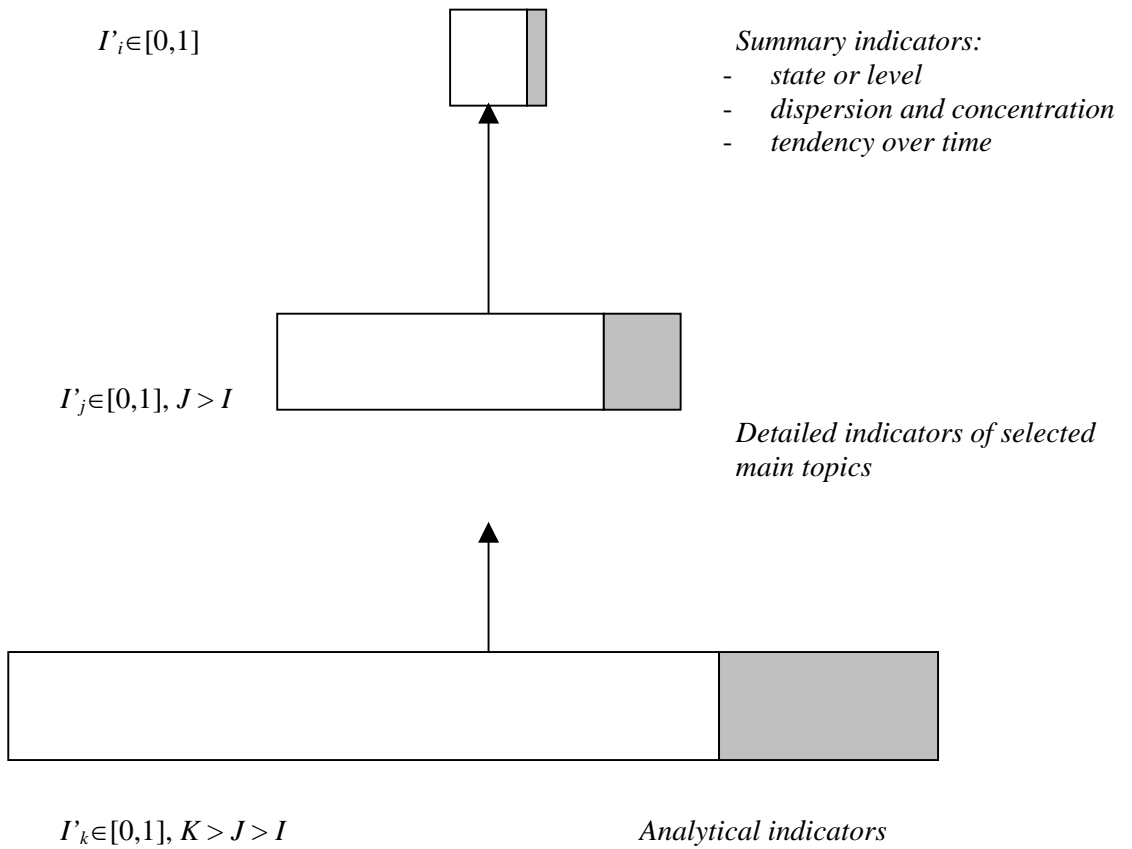 I’ᵢ∈[0,1]
Summary indicators:
- state or level
- dispersion and concentration
- tendency over time
I’ⱼ∈[0,1], J > I
Detailed indicators of selected
main topics
I’ₖ∈[0,1], K > J > I
Analytical indicators